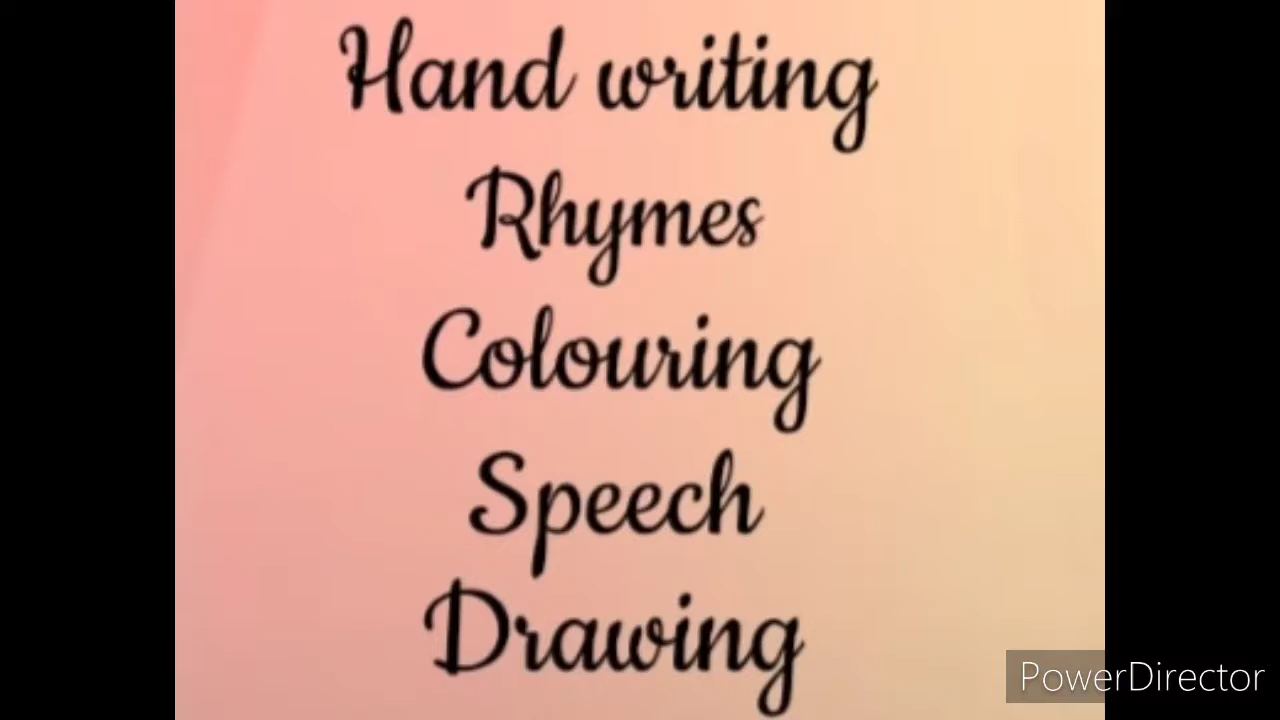 Hand writing
Rhymes
Colouring
Speech
Drawing
PowerDirector